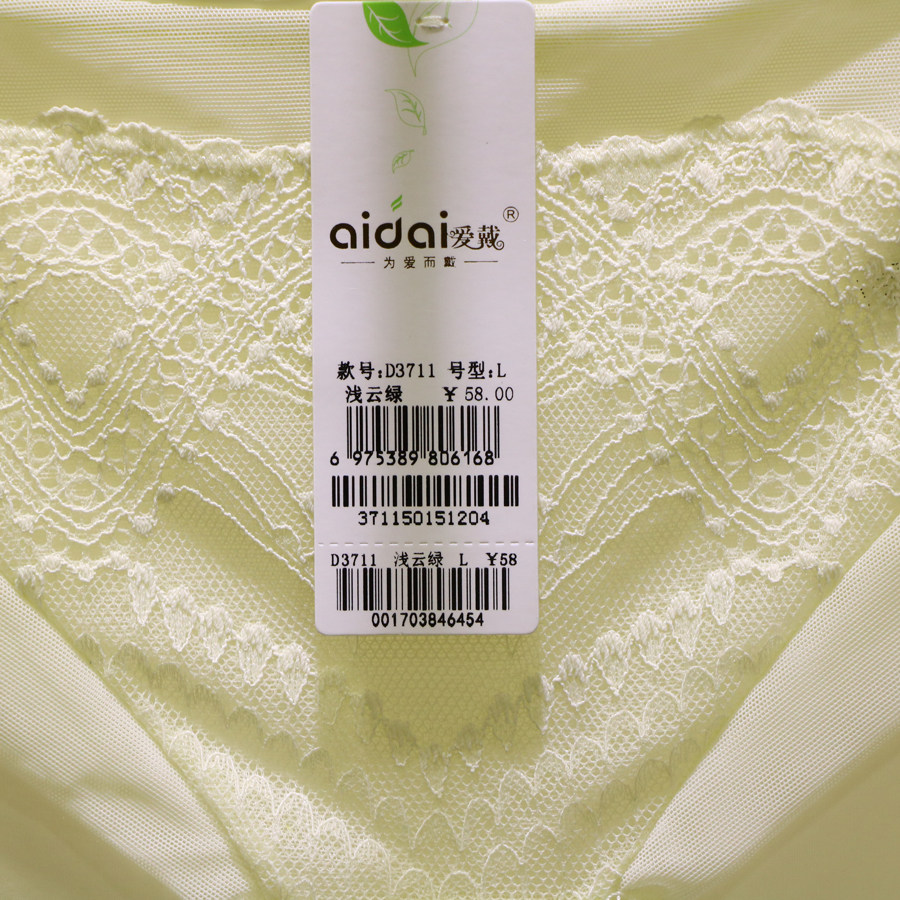 aidai爱戴®
为爱而戴
款号:D3711 号型:L
浅云绿 ¥ 58.00
6 975389 806168
371150151204
D3711 浅云绿 L ¥58
001703846454